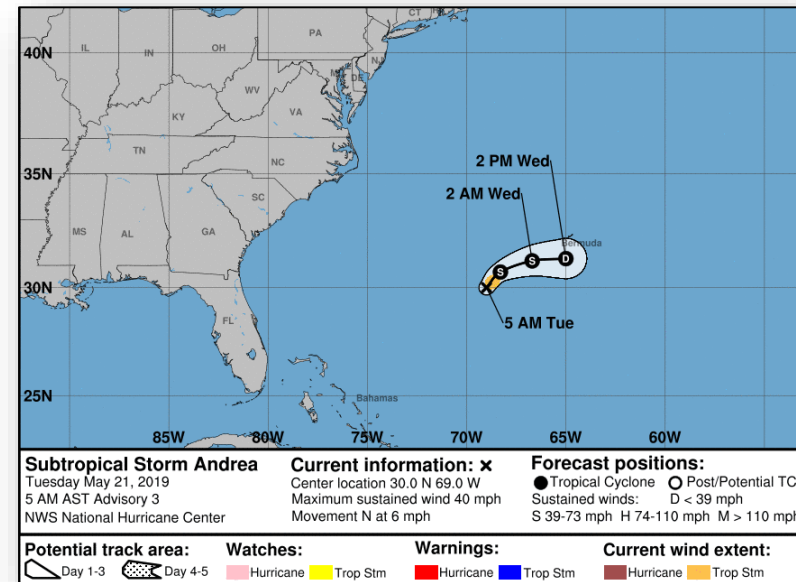 CT
PA
40N
IL
IN
OH
NJ
DE
WV
VA
KY
2 PM Wed
TN
35N
NC
2 AM Wed
SC
MS
AL
GA
Bermuda
S
S
D
30N
5 AM Tue
FL
25N
Bahamas
85W
80W
75W
70W
65W
60W
Subtropical Storm Andrea
Tuesday May 21, 2019
5 AM AST Advisory 3
NWS National Hurricane Center
Current information: x
Center location 30.0 N 69.0 W
Maximum sustained wind 40 mph
Movement N at 6 mph
Forecast positions:
Tropical Cyclone Post/Potential TC
Sustained winds: D < 39 mph
S 39-73 mph H 74-110 mph M > 110 mph
Potential track area:
Day 1-3 Day 4-5
Watches:
Hurricane Trop Stm
Warnings:
Hurricane Trop Stm
Current wind extent:
Hurricane Trop Stm